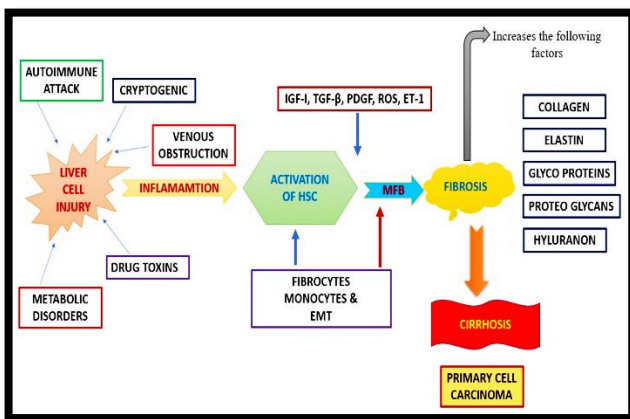 Increases the following
factors
AUTOIMMUNE
ATTACK
CRYPTOGENIC
VENOUS
OBSTRUCTION
LIVER
CELL
INJURY
DRUG TOXINS
METABOLIC
DISORDERS
INFLAMAMTION
IGF-I, TGF-β, PDGF, ROS, ET-1
ACTIVATION
OF HSC
FIBROCYTES
MONOCYTES &
EMT
MFB
FIBROSIS
COLLAGEN
ELASTIN
GLYCO PROTEINS
PROTEO GLYCANS
HYLURANON
CIRRHOSIS
PRIMARY CELL
CARCINOMA